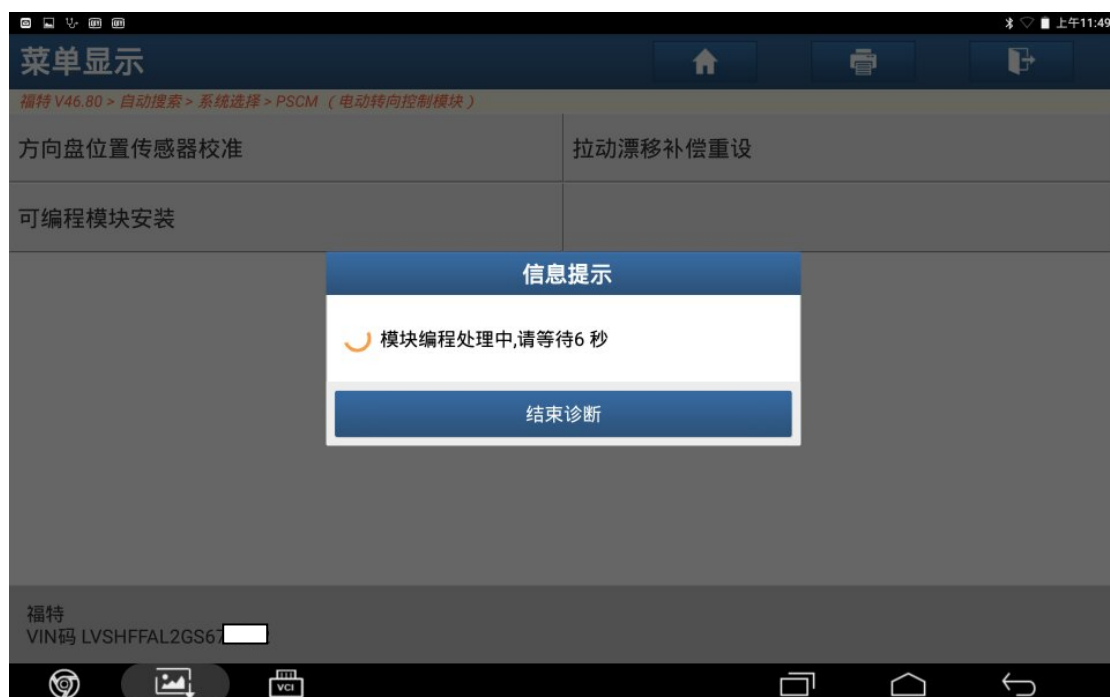 上午11:49
菜单显示
福特 V46.80 > 自动搜索 > 系统选择 > PSCM （ 电动转向控制模块 ）
方向盘位置传感器校准
拉动漂移补偿重设
可编程模块安装
信息提示
模块编程处理中,请等待6 秒
结束诊断
福特
VIN码 LVSHFFAL2GS67
VCI